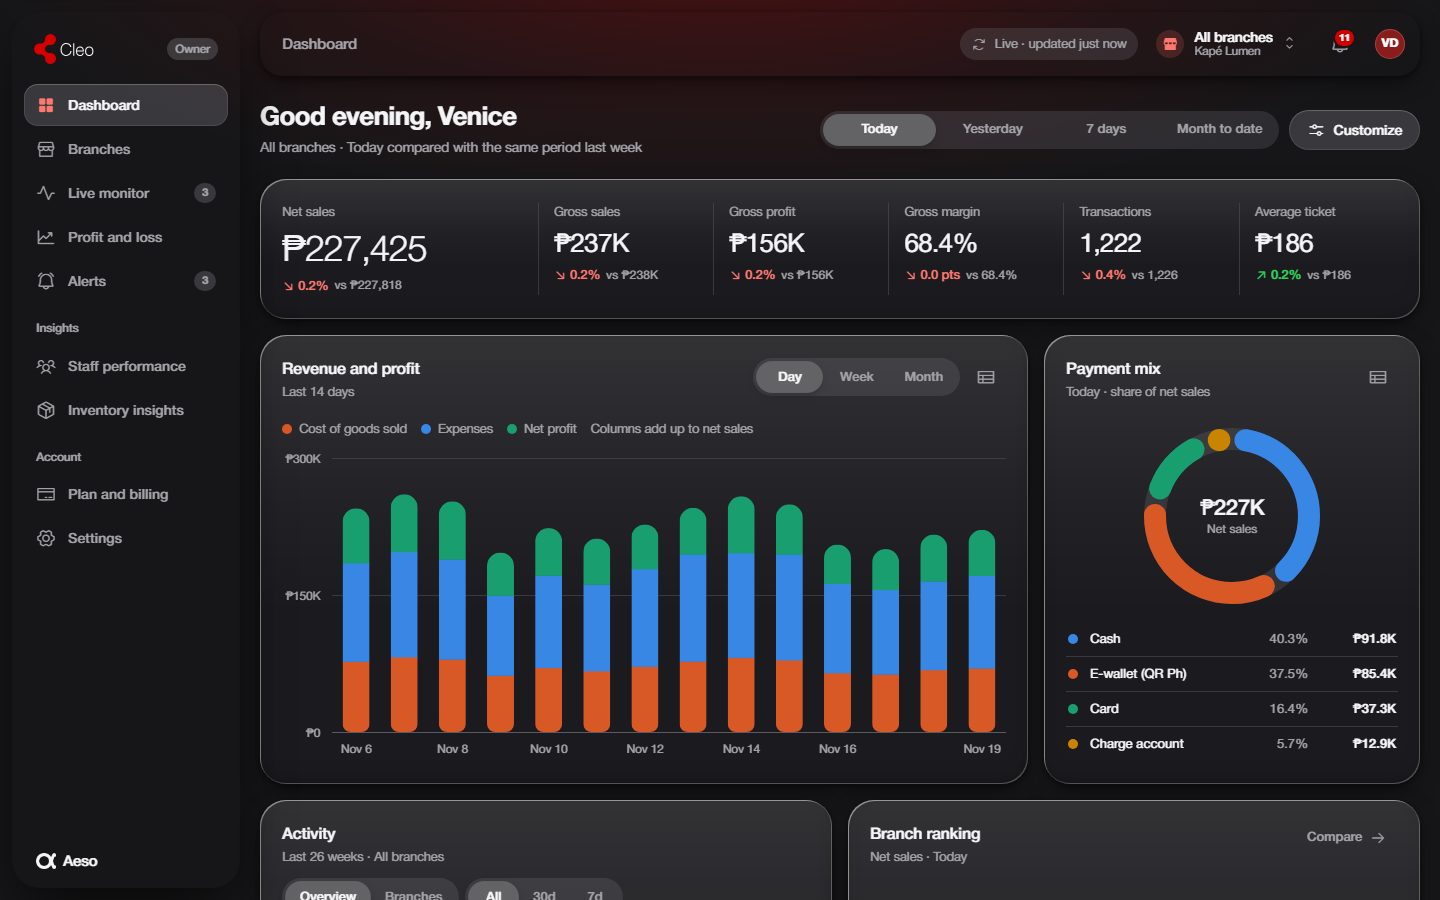 Cleo
Owner
Dashboard
Branches
Live monitor 3
Profit and loss
Alerts 3
Insights
Staff performance
Inventory insights
Account
Plan and billing
Settings
Aeso
Dashboard
Live · updated just now
All branches
Kapé Lumen
11
VD
Good evening, Venice
All branches · Today compared with the same period last week
Today Yesterday 7 days Month to date
Customize
Net sales
₱227,425
↘ 0.2% vs ₱227,818
Gross sales
₱237K
↘ 0.2% vs ₱238K
Gross profit
₱156K
↘ 0.2% vs ₱156K
Gross margin
68.4%
↘ 0.0 pts vs 68.4%
Transactions
1,222
↘ 0.4% vs 1,226
Average ticket
₱186
↗ 0.2% vs ₱186
Revenue and profit
Last 14 days
Day Week Month
Cost of goods sold Expenses Net profit Columns add up to net sales
₱300K
₱150K
₱0
Nov 6 Nov 8 Nov 10 Nov 12 Nov 14 Nov 16 Nov 19
Payment mix
Today · share of net sales
₱227K
Net sales
Cash 40.3% ₱91.8K
E-wallet (QR Ph) 37.5% ₱85.4K
Card 16.4% ₱37.3K
Charge account 5.7% ₱12.9K
Activity
Last 26 weeks · All branches
Overview Branches All 30d 7d
Branch ranking
Net sales · Today
Compare →